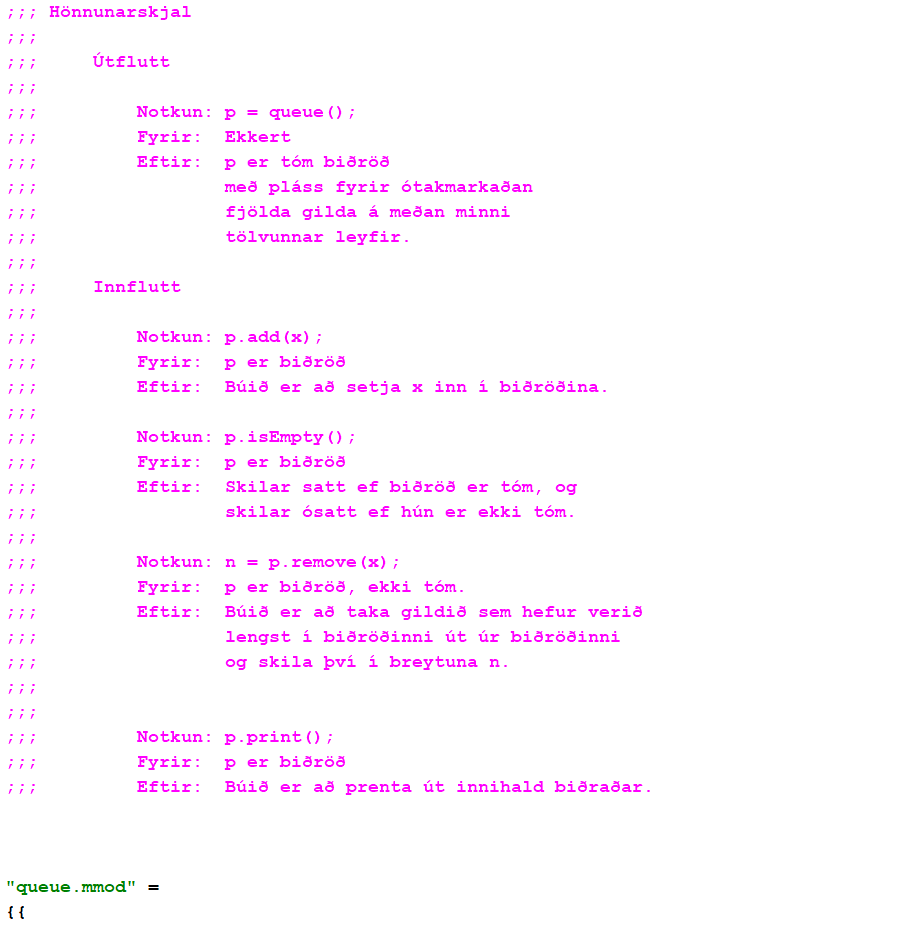 ;;; Hönnunarskjal
;;;
;;;     Útflutt
;;;
;;;         Notkun: p = queue();
;;;         Fyrir:  Ekkert
;;;         Eftir:  p er tóm biðröð
;;;                 með pláss fyrir ótakmarkaðan
;;;                 fjölda gilda á meðan minni
;;;                 tölvunnar leyfir.
;;;
;;;     Innflutt
;;;
;;;         Notkun: p.add(x);
;;;         Fyrir:  p er biðröð
;;;         Eftir:  Búið er að setja x inn í biðröðina.
;;;
;;;         Notkun: p.isEmpty();
;;;         Fyrir:  p er biðröð
;;;         Eftir:  Skilar satt ef biðröð er tóm, og
;;;                 skilar ósatt ef hún er ekki tóm.
;;;
;;;         Notkun: n = p.remove(x);
;;;         Fyrir:  p er biðröð, ekki tóm.
;;;         Eftir:  Búið er að taka gildið sem hefur verið
;;;                 lengst í biðröðinni út úr biðröðinni
;;;                 og skila því í breytuna n.
;;;
;;;
;;;         Notkun: p.print();
;;;         Fyrir:  p er biðröð
;;;         Eftir:  Búið er að prenta út innihald biðraðar.
"queue.mmod" =
{{